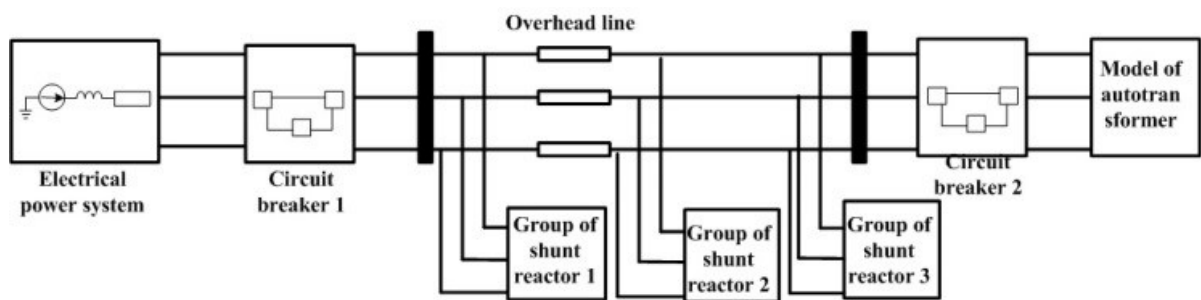 Overhead line
Model of
autotran
sformer
Electrical
power system
Circuit
breaker 1
Circuit
breaker 2
Group of
shunt
reactor 1
Group of
shunt
reactor 2
Group of
shunt
reactor 3